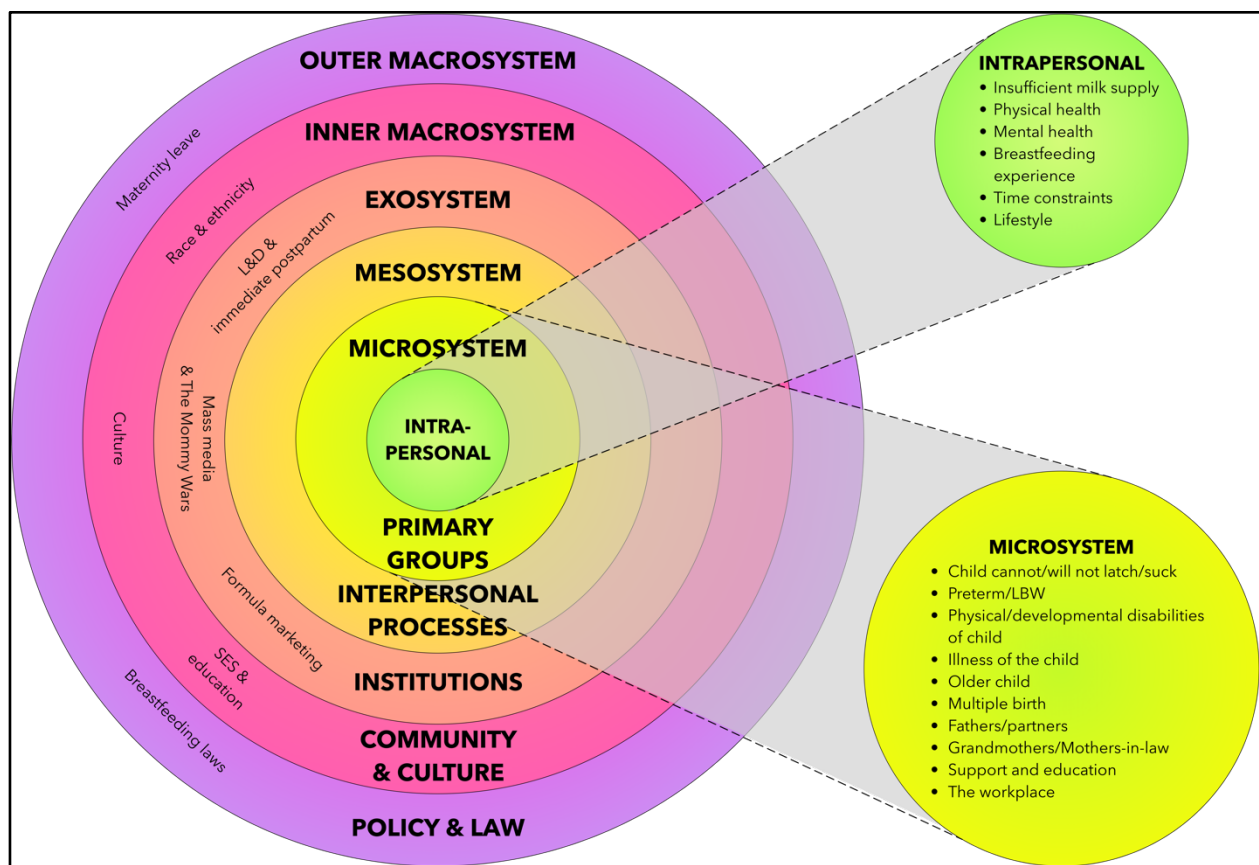 OUTER MACROSYSTEM
INNER MACROSYSTEM
EXOSYSTEM
MESOSYSTEM
MICROSYSTEM
INTRA-
PERSONAL
PRIMARY
GROUPS
INTERPERSONAL
PROCESSES
INSTITUTIONS
COMMUNITY
& CULTURE
POLICY & LAW
Maternity leave
Race & ethnicity
L&D &
immediate postpartum
Mass media
& The Mommy Wars
Culture
Formula marketing
SES &
education
Breastfeeding laws
INTRAPERSONAL
• Insufficient milk supply
• Physical health
• Mental health
• Breastfeeding
experience
• Time constraints
• Lifestyle
MICROSYSTEM
• Child cannot/will not latch/suck
• Preterm/LBW
• Physical/developmental disabilities
of child
• Illness of the child
• Older child
• Multiple birth
• Fathers/partners
• Grandmothers/Mothers-in-law
• Support and education
• The workplace